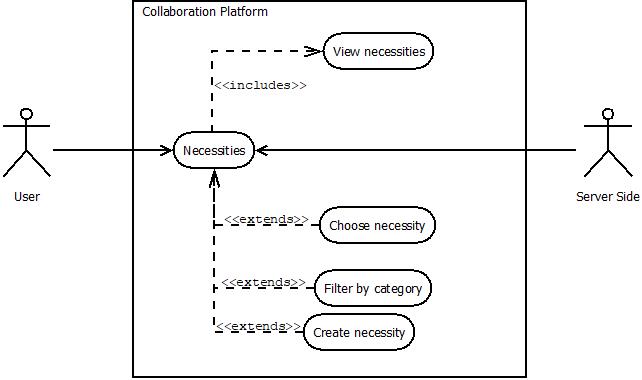 Collaboration Platform
View necessities
<<includes>>
Necessities
User
Server Side
<<extends>>
Choose necessity
<<extends>>
Filter by category
<<extends>>
Create necessity